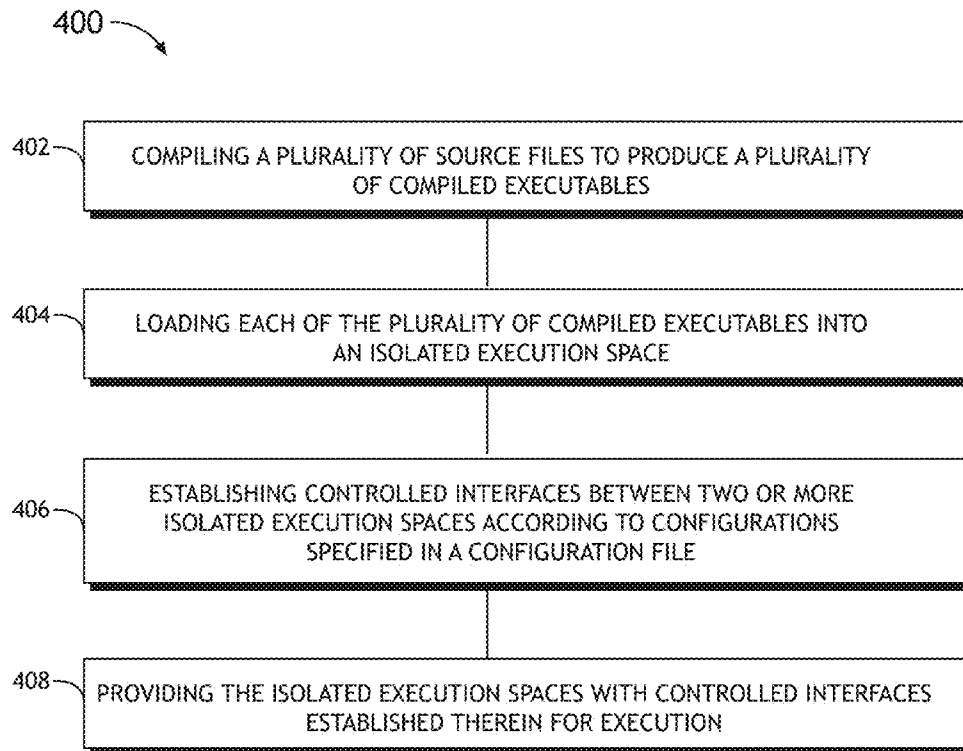 400
402
COMPILING A PLURALITY OF SOURCE FILES TO PRODUCE A PLURALITY
OF COMPILED EXECUTABLES
404
LOADING EACH OF THE PLURALITY OF COMPILED EXECUTABLES INTO
AN ISOLATED EXECUTION SPACE
406
ESTABLISHING CONTROLLED INTERFACES BETWEEN TWO OR MORE
ISOLATED EXECUTION SPACES ACCORDING TO CONFIGURATIONS
SPECIFIED IN A CONFIGURATION FILE
408
PROVIDING THE ISOLATED EXECUTION SPACES WITH CONTROLLED INTERFACES
ESTABLISHED THEREIN FOR EXECUTION